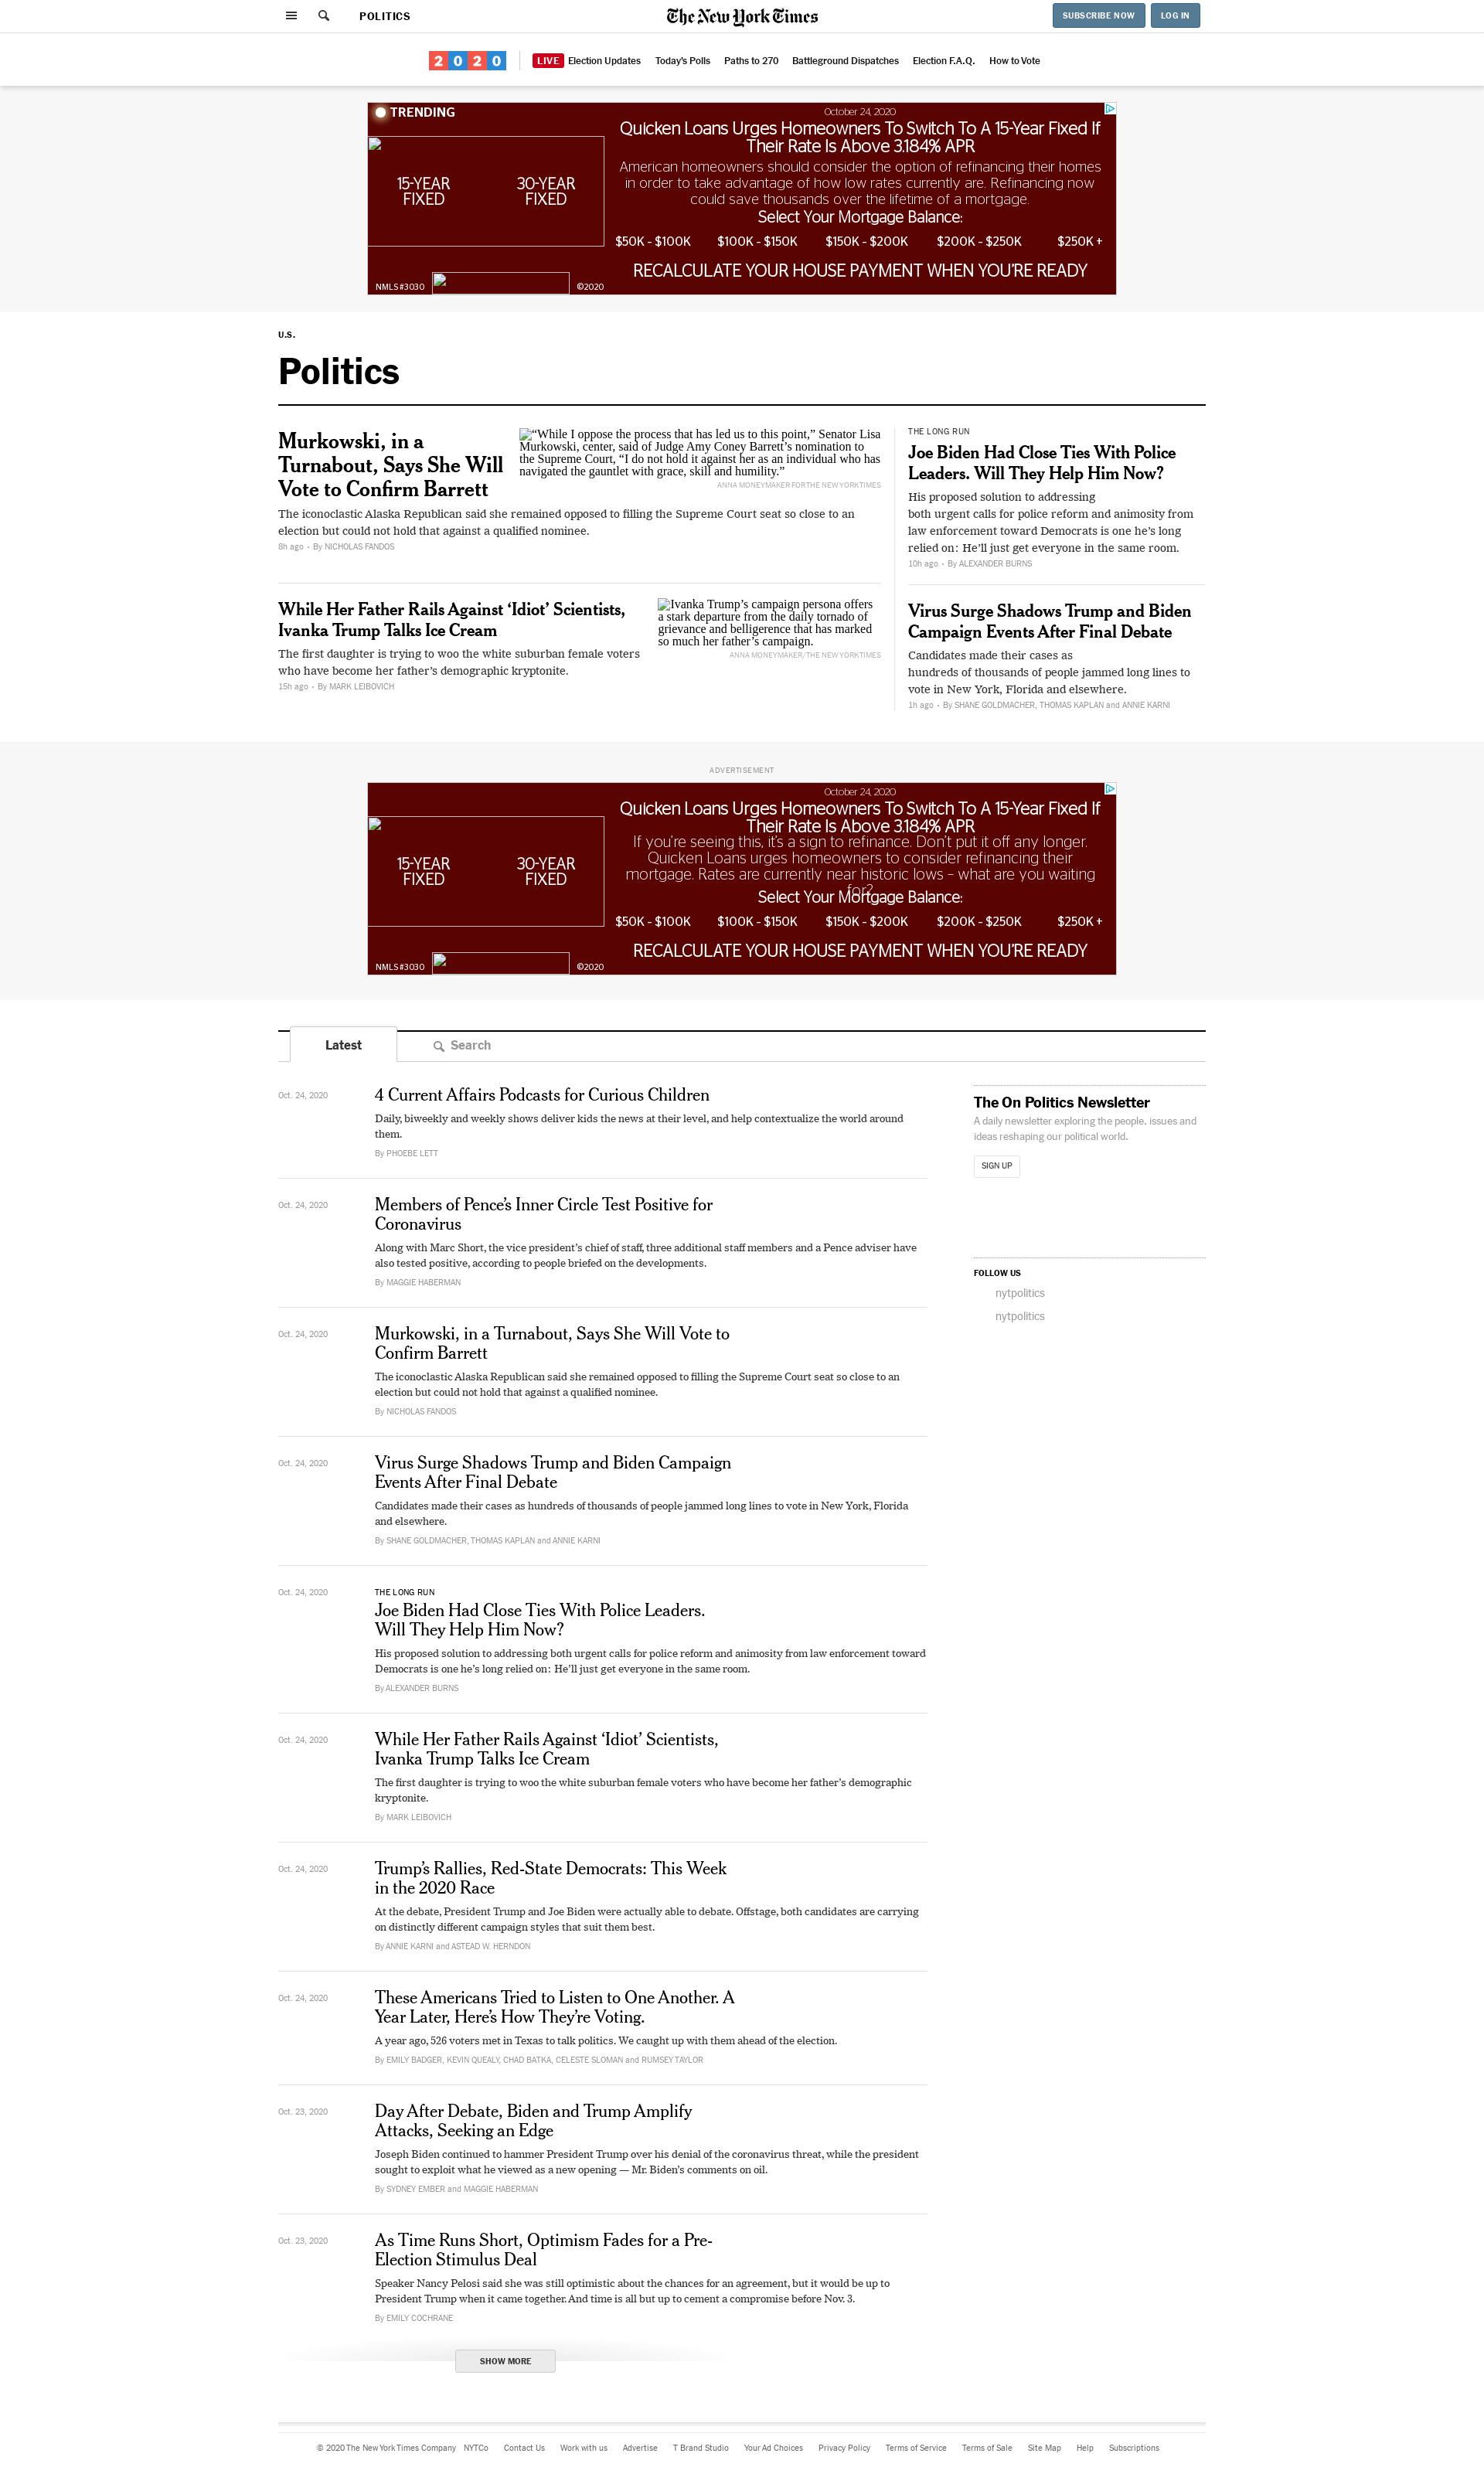 POLITICS
The New York Times
SUBSCRIBE NOW
LOG IN
2020
LIVE Election Updates
Today's Polls
Paths to 270
Battleground Dispatches
Election F.A.Q.
How to Vote
TRENDING
15-YEAR
FIXED
30-YEAR
FIXED
NMLS #3030
©2020
October 24, 2020
Quicken Loans Urges Homeowners To Switch To A 15-Year Fixed If
Their Rate Is Above 3.184% APR
American homeowners should consider the option of refinancing their homes
in order to take advantage of how low rates currently are. Refinancing now
could save thousands over the lifetime of a mortgage.
Select Your Mortgage Balance:
$50K - $100K
$100K - $150K
$150K - $200K
$200K - $250K
$250K +
RECALCULATE YOUR HOUSE PAYMENT WHEN YOU'RE READY
U.S.
Politics
Murkowski, in a
Turnabout, Says She Will
Vote to Confirm Barrett
“While I oppose the process that has led us to this point,” Senator Lisa
Murkowski, center, said of Judge Amy Coney Barrett’s nomination to
the Supreme Court, “I do not hold it against her as an individual who has
navigated the gauntlet with grace, skill and humility.”
ANNA MONEYMAKER FOR THE NEW YORK TIMES
The iconoclastic Alaska Republican said she remained opposed to filling the Supreme Court seat so close to an
election but could not hold that against a qualified nominee.
8h ago • By NICHOLAS FANDOS
While Her Father Rails Against ‘Idiot’ Scientists,
Ivanka Trump Talks Ice Cream
The first daughter is trying to woo the white suburban female voters
who have become her father’s demographic kryptonite.
15h ago • By MARK LEIBOVICH
Ivanka Trump’s campaign persona offers
a stark departure from the daily tornado of
grievance and belligerence that has marked
so much her father’s campaign.
ANNA MONEYMAKER/THE NEW YORK TIMES
THE LONG RUN
Joe Biden Had Close Ties With Police
Leaders. Will They Help Him Now?
His proposed solution to addressing
both urgent calls for police reform and animosity from
law enforcement toward Democrats is one he’s long
relied on: He’ll just get everyone in the same room.
10h ago • By ALEXANDER BURNS
Virus Surge Shadows Trump and Biden
Campaign Events After Final Debate
Candidates made their cases as
hundreds of thousands of people jammed long lines to
vote in New York, Florida and elsewhere.
1h ago • By SHANE GOLDMACHER, THOMAS KAPLAN and ANNIE KARNI
ADVERTISEMENT
15-YEAR
FIXED
30-YEAR
FIXED
NMLS #3030
©2020
October 24, 2020
Quicken Loans Urges Homeowners To Switch To A 15-Year Fixed If
Their Rate Is Above 3.184% APR
If you're seeing this, it's a sign to refinance. Don't put it off any longer.
Quicken Loans urges homeowners to consider refinancing their
mortgage. Rates are currently near historic lows - what are you waiting
for?
Select Your Mortgage Balance:
$50K - $100K
$100K - $150K
$150K - $200K
$200K - $250K
$250K +
RECALCULATE YOUR HOUSE PAYMENT WHEN YOU'RE READY
Latest
Search
Oct. 24, 2020
4 Current Affairs Podcasts for Curious Children
Daily, biweekly and weekly shows deliver kids the news at their level, and help contextualize the world around
them.
By PHOEBE LETT
Oct. 24, 2020
Members of Pence’s Inner Circle Test Positive for
Coronavirus
Along with Marc Short, the vice president’s chief of staff, three additional staff members and a Pence adviser have
also tested positive, according to people briefed on the developments.
By MAGGIE HABERMAN
Oct. 24, 2020
Murkowski, in a Turnabout, Says She Will Vote to
Confirm Barrett
The iconoclastic Alaska Republican said she remained opposed to filling the Supreme Court seat so close to an
election but could not hold that against a qualified nominee.
By NICHOLAS FANDOS
Oct. 24, 2020
Virus Surge Shadows Trump and Biden Campaign
Events After Final Debate
Candidates made their cases as hundreds of thousands of people jammed long lines to vote in New York, Florida
and elsewhere.
By SHANE GOLDMACHER, THOMAS KAPLAN and ANNIE KARNI
Oct. 24, 2020
THE LONG RUN
Joe Biden Had Close Ties With Police Leaders.
Will They Help Him Now?
His proposed solution to addressing both urgent calls for police reform and animosity from law enforcement toward
Democrats is one he’s long relied on: He’ll just get everyone in the same room.
By ALEXANDER BURNS
Oct. 24, 2020
While Her Father Rails Against ‘Idiot’ Scientists,
Ivanka Trump Talks Ice Cream
The first daughter is trying to woo the white suburban female voters who have become her father’s demographic
kryptonite.
By MARK LEIBOVICH
Oct. 24, 2020
Trump’s Rallies, Red-State Democrats: This Week
in the 2020 Race
At the debate, President Trump and Joe Biden were actually able to debate. Offstage, both candidates are carrying
on distinctly different campaign styles that suit them best.
By ANNIE KARNI and ASTEAD W. HERNDON
Oct. 24, 2020
These Americans Tried to Listen to One Another. A
Year Later, Here’s How They’re Voting.
A year ago, 526 voters met in Texas to talk politics. We caught up with them ahead of the election.
By EMILY BADGER, KEVIN QUEALY, CHAD BATKA, CELESTE SLOMAN and RUMSEY TAYLOR
Oct. 23, 2020
Day After Debate, Biden and Trump Amplify
Attacks, Seeking an Edge
Joseph Biden continued to hammer President Trump over his denial of the coronavirus threat, while the president
sought to exploit what he viewed as a new opening — Mr. Biden’s comments on oil.
By SYDNEY EMBER and MAGGIE HABERMAN
Oct. 23, 2020
As Time Runs Short, Optimism Fades for a Pre-
Election Stimulus Deal
Speaker Nancy Pelosi said she was still optimistic about the chances for an agreement, but it would be up to
President Trump when it came together. And time is all but up to cement a compromise before Nov. 3.
By EMILY COCHRANE
SHOW MORE
The On Politics Newsletter
A daily newsletter exploring the people, issues and
ideas reshaping our political world.
SIGN UP
FOLLOW US
nytpolitics
nytpolitics
© 2020 The New York Times Company
NYTCo
Contact Us
Work with us
Advertise
T Brand Studio
Your Ad Choices
Privacy Policy
Terms of Service
Terms of Sale
Site Map
Help
Subscriptions